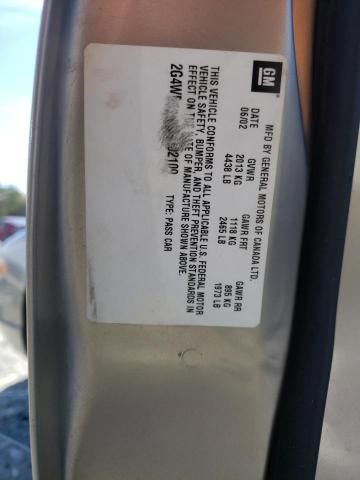 GM
MFD BY GENERAL MOTORS OF CANADA LTD.
DATE GVWR GAWR FRT GAWR RR
06/02 2013 KG 1118 KG 895 KG
4438 LB 2465 LB 1973 LB
THIS VEHICLE CONFORMS TO ALL APPLICABLE U.S. FEDERAL MOTOR
VEHICLE SAFETY, BUMPER, AND THEFT PREVENTION STANDARDS IN
EFFECT ON THE DATE OF MANUFACTURE SHOWN ABOVE.
2G4W 92100 TYPE: PASS CAR